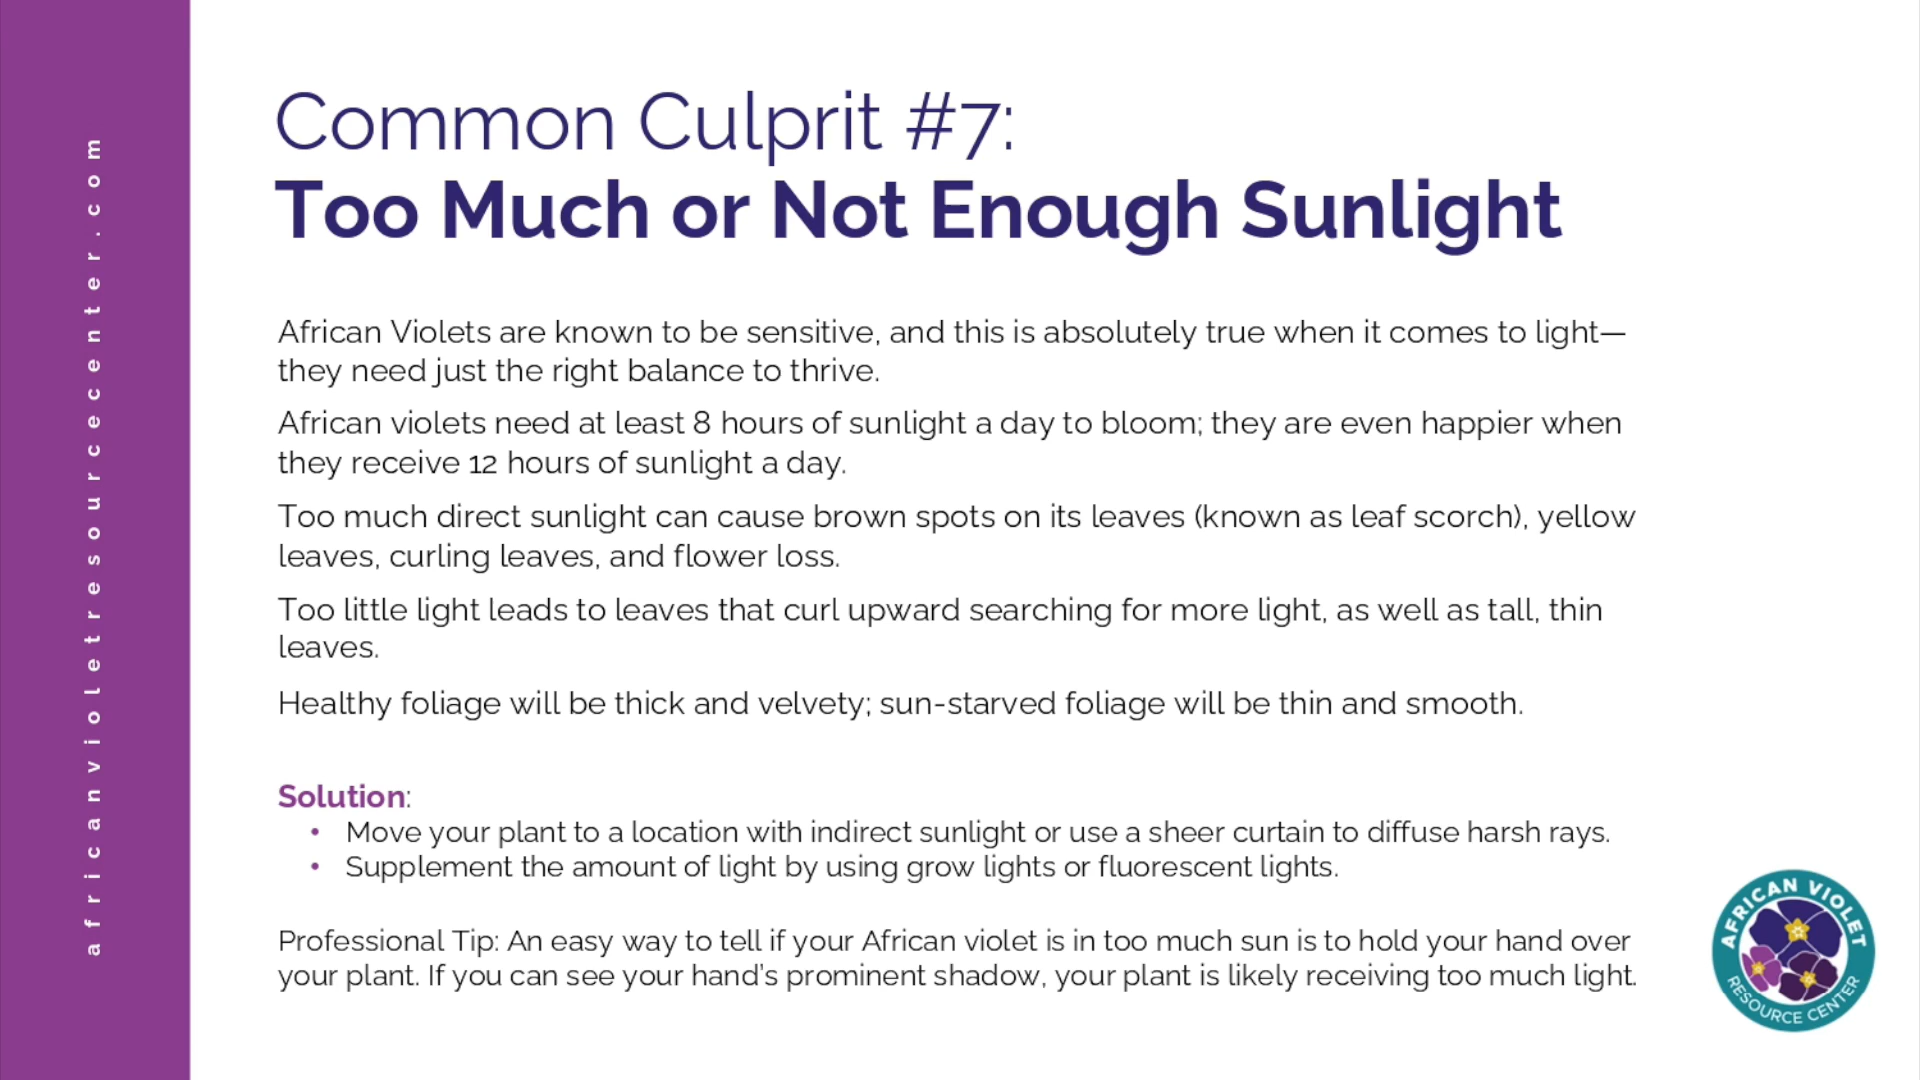 africanvioletresourcecenter.com
Common Culprit #7:
Too Much or Not Enough Sunlight
African Violets are known to be sensitive, and this is absolutely true when it comes to light—
they need just the right balance to thrive.
African violets need at least 8 hours of sunlight a day to bloom; they are even happier when
they receive 12 hours of sunlight a day.
Too much direct sunlight can cause brown spots on its leaves (known as leaf scorch), yellow
leaves, curling leaves, and flower loss.
Too little light leads to leaves that curl upward searching for more light, as well as tall, thin
leaves.
Healthy foliage will be thick and velvety; sun-starved foliage will be thin and smooth.
Solution:
• Move your plant to a location with indirect sunlight or use a sheer curtain to diffuse harsh rays.
• Supplement the amount of light by using grow lights or fluorescent lights.
Professional Tip: An easy way to tell if your African violet is in too much sun is to hold your hand over
your plant. If you can see your hand's prominent shadow, your plant is likely receiving too much light.
AFRICAN VIOLET
RESOURCE CENTER